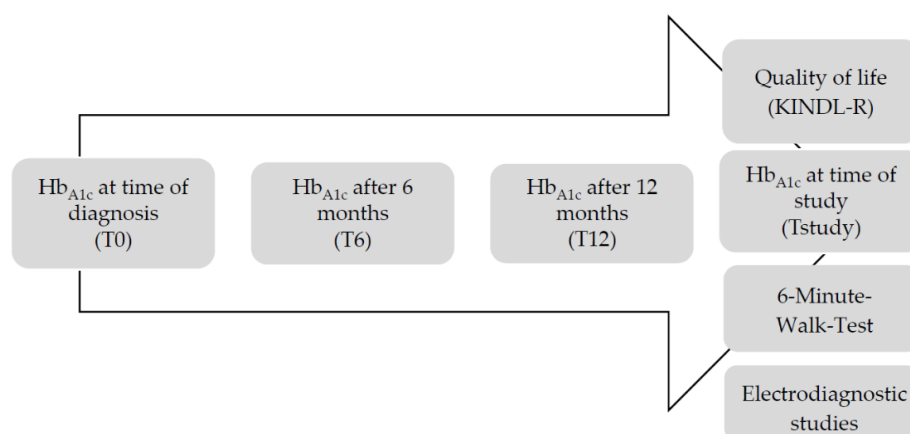 Quality of life
(KINDL-R)
HbA1c at time of
diagnosis
(T0)
HbA1c after 6
months
(T6)
HbA1c after 12
months
(T12)
HbA1c at time of
study
(Tstudy)
6-Minute-
Walk-Test
Electrodiagnostic
studies